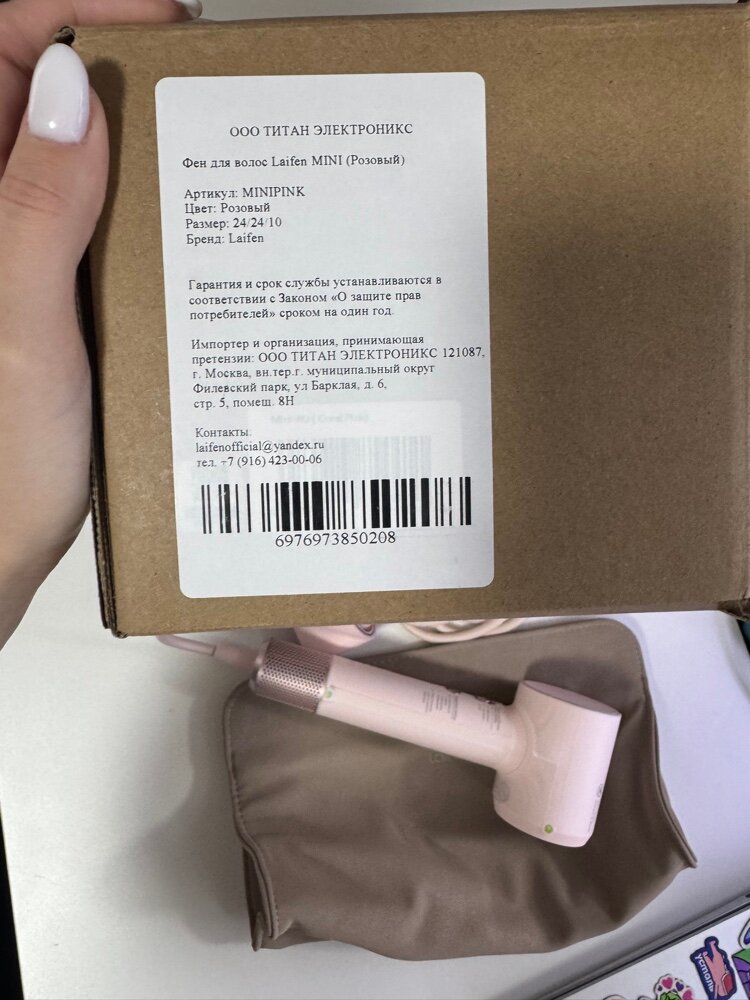 ООО ТИТАН ЭЛЕКТРОНИКС
Фен для волос Laifen MINI (Розовый)
Артикул: MINIPINK
Цвет: Розовый
Размер: 24/24/10
Бренд: Laifen
Гарантия и срок службы устанавливаются в
соответствии с Законом «О защите прав
потребителей» сроком на один год.
Импортер и организация, принимающая
претензии: ООО ТИТАН ЭЛЕКТРОНИКС 121087,
г. Москва, вн.тер.г. муниципальный округ
Филевский парк, ул Барклая, д. 6,
стр. 5, помещ. 8Н
Контакты:
laifenofficial@yandex.ru
тел. +7 (916) 423-00-06
6976973850208